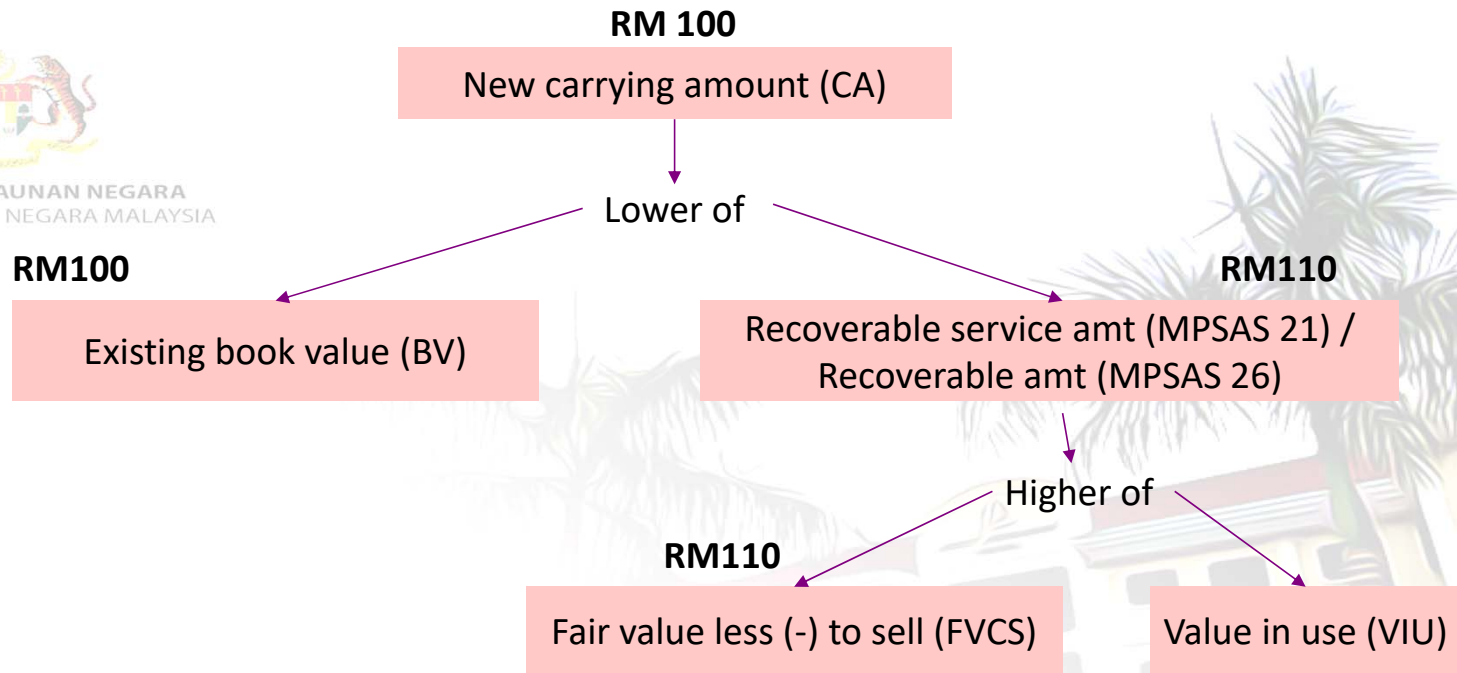 RM 100
New carrying amount (CA)
AUNAN NEGARA
NEGARA MALAYSIA
Lower of
RM100
RM110
Existing book value (BV)
Recoverable service amt (MPSAS 21) /
Recoverable amt (MPSAS 26)
Higher of
RM110
Fair value less (-) to sell (FVCS)
Value in use (VIU)